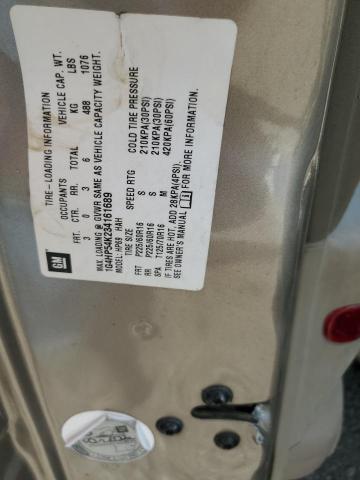 TIRE-LOADING INFORMATION
OCCUPANTS VEHICLE CAP. WT.
FRT. CTR. RR. TOTAL KG LBS
3 0 3 6 488 1076
MAX. LOADING @ GVWR SAME AS VEHICLE CAPACITY WEIGHT.
1G4HP54K234161689
MODEL: HP69 HAH
TIRE SIZE SPEED RTG COLD TIRE PRESSURE
FRT P225/60R16 S 210KPA(30PSI)
RR P225/60R16 S 210KPA(30PSI)
SPA T125/70R16 M 420KPA(60PSI)
IF TIRES ARE HOT, ADD 28KPA(4PSI).
SEE OWNER'S MANUAL FOR MORE INFORMATION.
GM